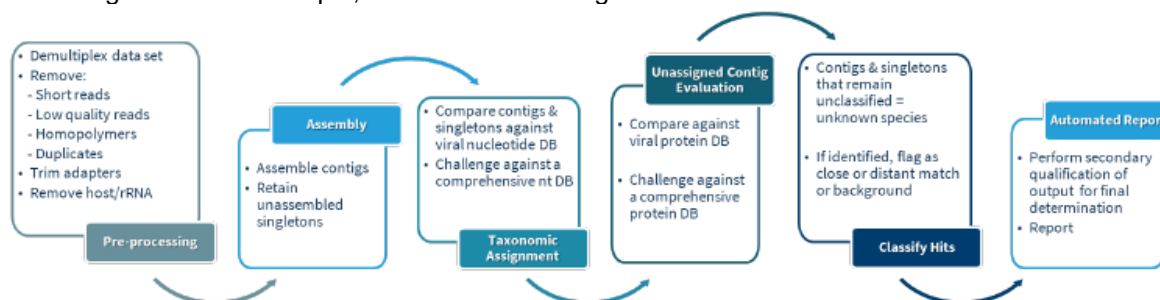 • Demultiplex data set
• Remove:
- Short reads
- Low quality reads
- Homopolymers
- Duplicates
• Trim adapters
• Remove host/rRNA
Pre-processing
Assembly
• Assemble contigs
• Retain
unassembled
singletons
• Compare contigs &
singletons against
viral nucleotide DB
• Challenge against a
comprehensive nt DB
Taxonomic
Assignment
Unassigned Contig
Evaluation
• Compare against
viral protein DB
• Challenge against
a comprehensive
protein DB
• Contigs & singletons
that remain
unclassified =
unknown species
• If identified, flag as
close or distant match
or background
Classify Hits
Automated Report
• Perform secondary
qualification of
output for final
determination
• Report